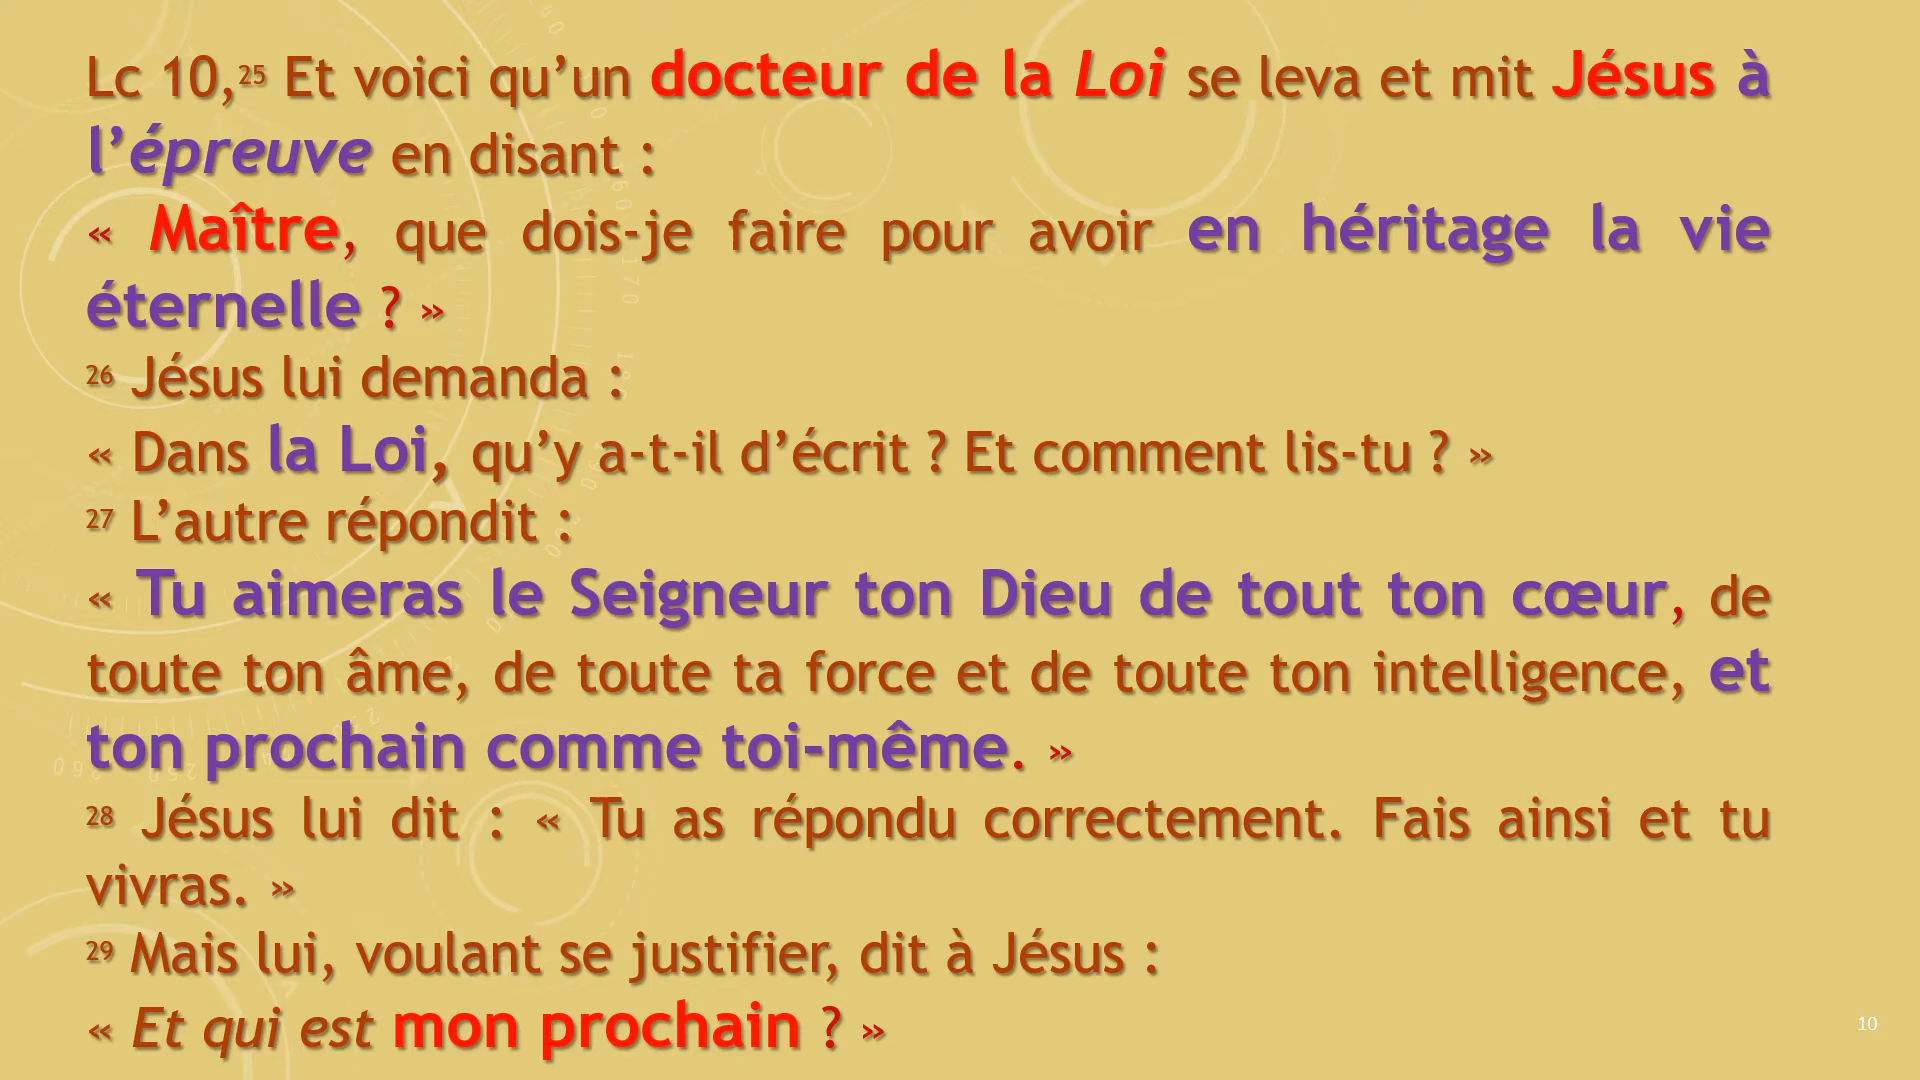 Lc 10,25 Et voici qu’un docteur de la Loi se leva et mit Jésus à
l’épreuve en disant :
« Maître, que dois-je faire pour avoir en héritage la vie
éternelle ? »
26 Jésus lui demanda :
« Dans la Loi, qu’y a-t-il d’écrit ? Et comment lis-tu ? »
27 L’autre répondit :
« Tu aimeras le Seigneur ton Dieu de tout ton cœur, de
toute ton âme, de toute ta force et de toute ton intelligence, et
ton prochain comme toi-même. »
28 Jésus lui dit : « Tu as répondu correctement. Fais ainsi et tu
vivras. »
29 Mais lui, voulant se justifier, dit à Jésus :
« Et qui est mon prochain ? »
10